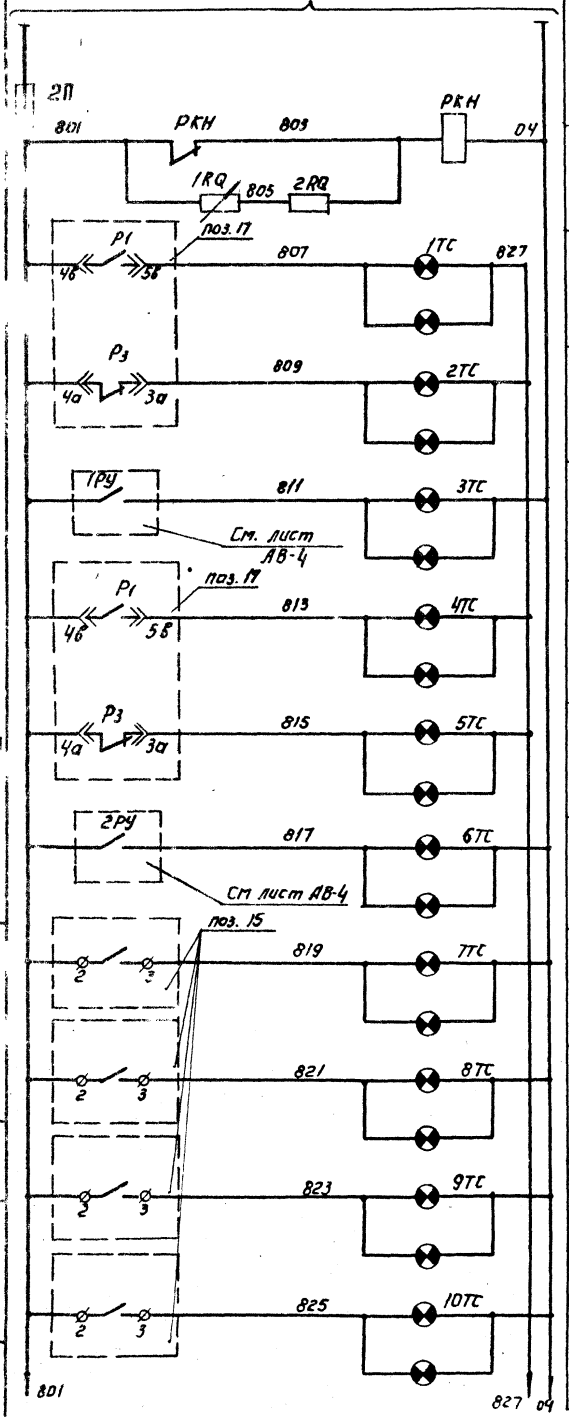 2П
801 РКН 803 РКН 04
1RQ 805 2RQ
поз. 17
Р1 807 1ТС 827
4в 5в
Р3 809 2ТС
4а 3а
1РУ 811 3ТС
См. лист
АВ-4
поз. 17
Р1 813 4ТС
4в 5в
Р3 815 5ТС
4а 3а
2РУ 817 6ТС
См лист АВ-4
поз. 15
819 7ТС
2 3
821 8ТС
2 3
823 9ТС
2 3
825 10ТС
2 3
801 827 04